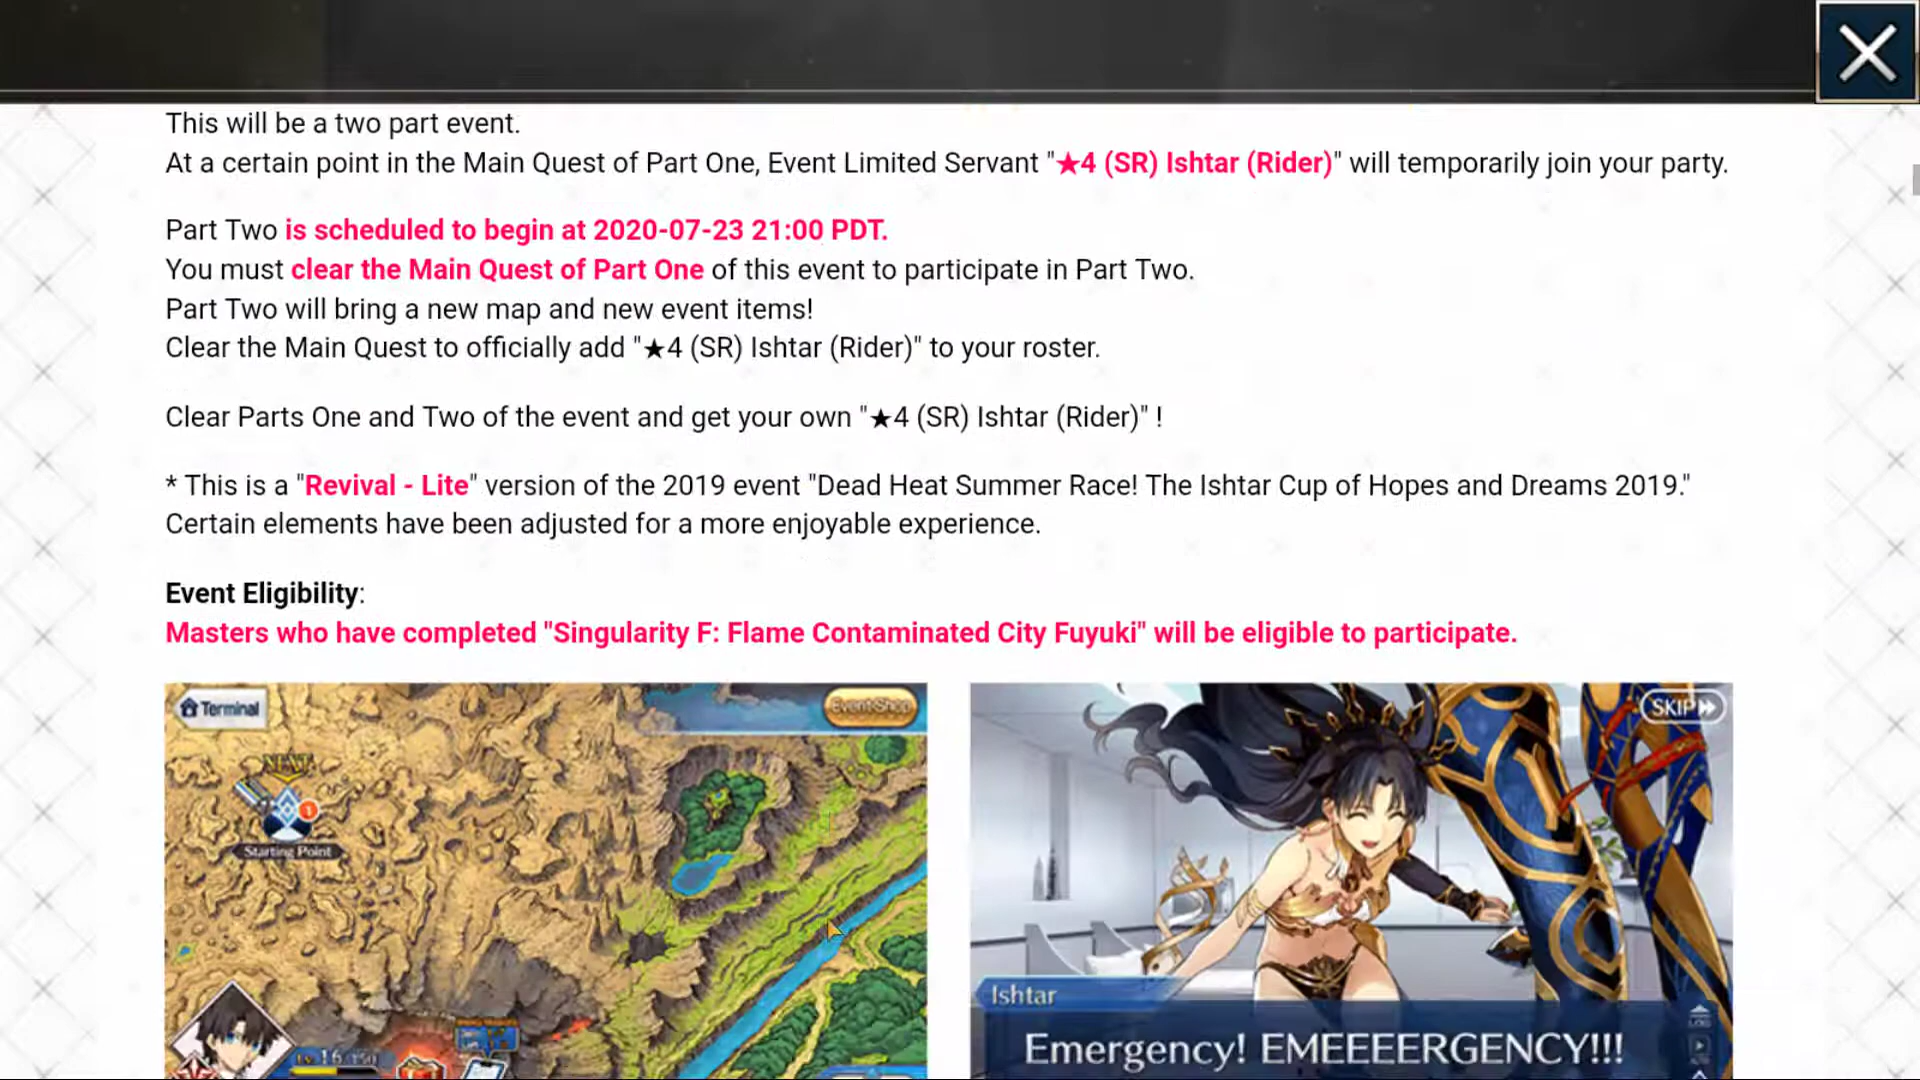 This will be a two part event.
At a certain point in the Main Quest of Part One, Event Limited Servant "★4 (SR) Ishtar (Rider)" will temporarily join your party.
Part Two is scheduled to begin at 2020-07-23 21:00 PDT.
You must clear the Main Quest of Part One of this event to participate in Part Two.
Part Two will bring a new map and new event items!
Clear the Main Quest to officially add "★4 (SR) Ishtar (Rider)" to your roster.
Clear Parts One and Two of the event and get your own "★4 (SR) Ishtar (Rider)" !
* This is a "Revival - Lite" version of the 2019 event "Dead Heat Summer Race! The Ishtar Cup of Hopes and Dreams 2019."
Certain elements have been adjusted for a more enjoyable experience.
Event Eligibility:
Masters who have completed "Singularity F: Flame Contaminated City Fuyuki" will be eligible to participate.
Terminal
Event Shop
NEXT
1
Starting Point
Lv.16/150
SKIP
Ishtar
LOG
Emergency! EMEEEERGENCY!!!